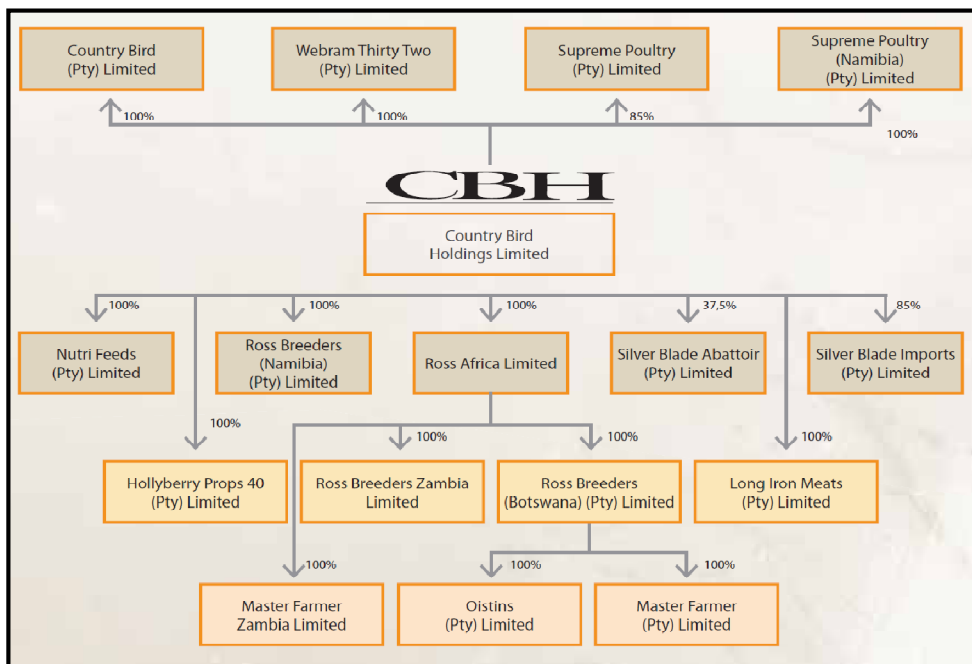 Country Bird
(Pty) Limited
Webram Thirty Two
(Pty) Limited
Supreme Poultry
(Pty) Limited
Supreme Poultry
(Namibia)
(Pty) Limited
100%
100%
85%
100%
CBH
Country Bird
Holdings Limited
100%
100%
100%
37,5%
85%
Nutri Feeds
(Pty) Limited
Ross Breeders
(Namibia)
(Pty) Limited
Ross Africa Limited
Silver Blade Abattoir
(Pty) Limited
Silver Blade Imports
(Pty) Limited
100%
100%
100%
100%
Hollyberry Props 40
(Pty) Limited
Ross Breeders Zambia
Limited
Ross Breeders
(Botswana) (Pty) Limited
Long Iron Meats
(Pty) Limited
100%
100%
100%
Master Farmer
Zambia Limited
Oistins
(Pty) Limited
Master Farmer
(Pty) Limited